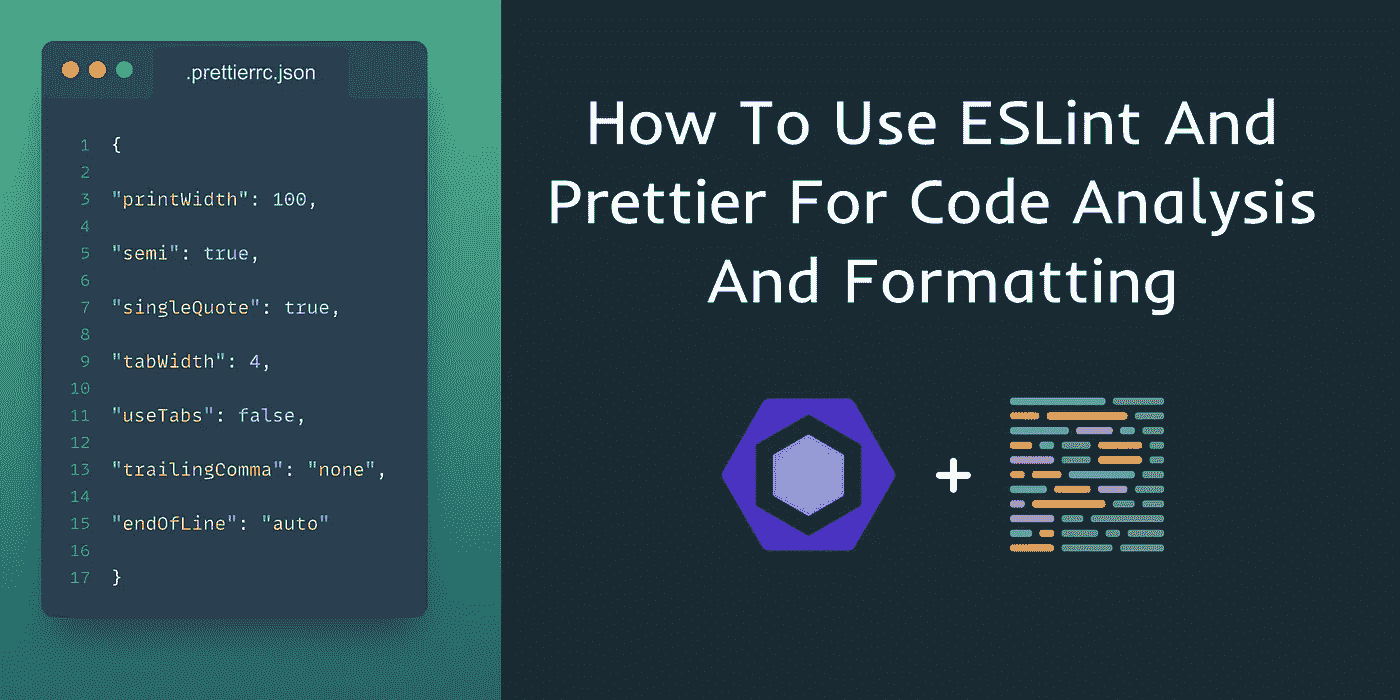 .prettierrc.json
1 {
2
3 "printWidth": 100,
4
5 "semi": true,
6
7 "singleQuote": true,
8
9 "tabWidth": 4,
10
11 "useTabs": false,
12
13 "trailingComma": "none",
14
15 "endOfLine": "auto"
16
17 }
How To Use ESLint And
Prettier For Code Analysis
And Formatting
+